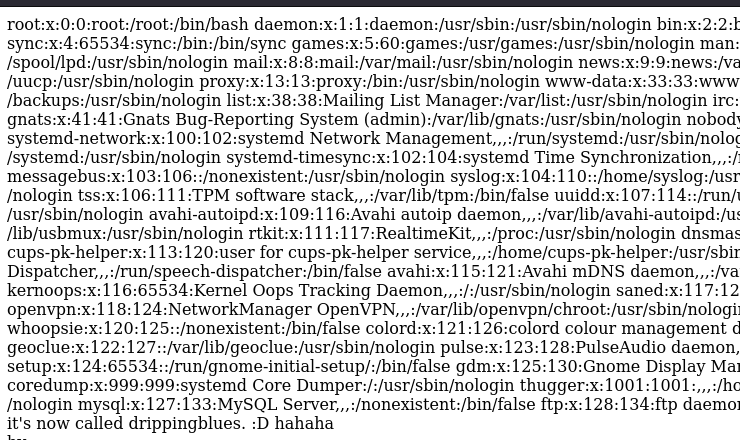 root:x:0:0:root:/root:/bin/bash daemon:x:1:1:daemon:/usr/sbin:/usr/sbin/nologin bin:x:2:2:b
sync:x:4:65534:sync:/bin:/bin/sync games:x:5:60:games:/usr/games:/usr/sbin/nologin man:
/spool/lpd:/usr/sbin/nologin mail:x:8:8:mail:/var/mail:/usr/sbin/nologin news:x:9:9:news:/va
/uucp:/usr/sbin/nologin proxy:x:13:13:proxy:/bin:/usr/sbin/nologin www-data:x:33:33:www
/backups:/usr/sbin/nologin list:x:38:38:Mailing List Manager:/var/list:/usr/sbin/nologin irc:
gnats:x:41:41:Gnats Bug-Reporting System (admin):/var/lib/gnats:/usr/sbin/nologin nobody
systemd-network:x:100:102:systemd Network Management,,,:/run/systemd:/usr/sbin/nolog
/systemd:/usr/sbin/nologin systemd-timesync:x:102:104:systemd Time Synchronization,,,:/r
messagebus:x:103:106::/nonexistent:/usr/sbin/nologin syslog:x:104:110::/home/syslog:/usr
/nologin tss:x:106:111:TPM software stack,,,:/var/lib/tpm:/bin/false uuidd:x:107:114::/run/u
/usr/sbin/nologin avahi-autoipd:x:109:116:Avahi autoip daemon,,,:/var/lib/avahi-autoipd:/us
/lib/usbmux:/usr/sbin/nologin rtkit:x:111:117:RealtimeKit,,,:/proc:/usr/sbin/nologin dnsmas
cups-pk-helper:x:113:120:user for cups-pk-helper service,,,:/home/cups-pk-helper:/usr/sbin
Dispatcher,,,:/run/speech-dispatcher:/bin/false avahi:x:115:121:Avahi mDNS daemon,,,:/va
kernoops:x:116:65534:Kernel Oops Tracking Daemon,,,:/:/usr/sbin/nologin saned:x:117:12
openvpn:x:118:124:NetworkManager OpenVPN,,,:/var/lib/openvpn/chroot:/usr/sbin/nologin
whoopsie:x:120:125::/nonexistent:/bin/false colord:x:121:126:colord colour management d
geoclue:x:122:127::/var/lib/geoclue:/usr/sbin/nologin pulse:x:123:128:PulseAudio daemon,
setup:x:124:65534::/run/gnome-initial-setup/:/bin/false gdm:x:125:130:Gnome Display Man
coredump:x:999:999:systemd Core Dumper:/:/usr/sbin/nologin thugger:x:1001:1001:,,,:/ho
/nologin mysql:x:127:133:MySQL Server,,,:/nonexistent:/bin/false ftp:x:128:134:ftp daemon
it's now called drippingblues. :D hahaha